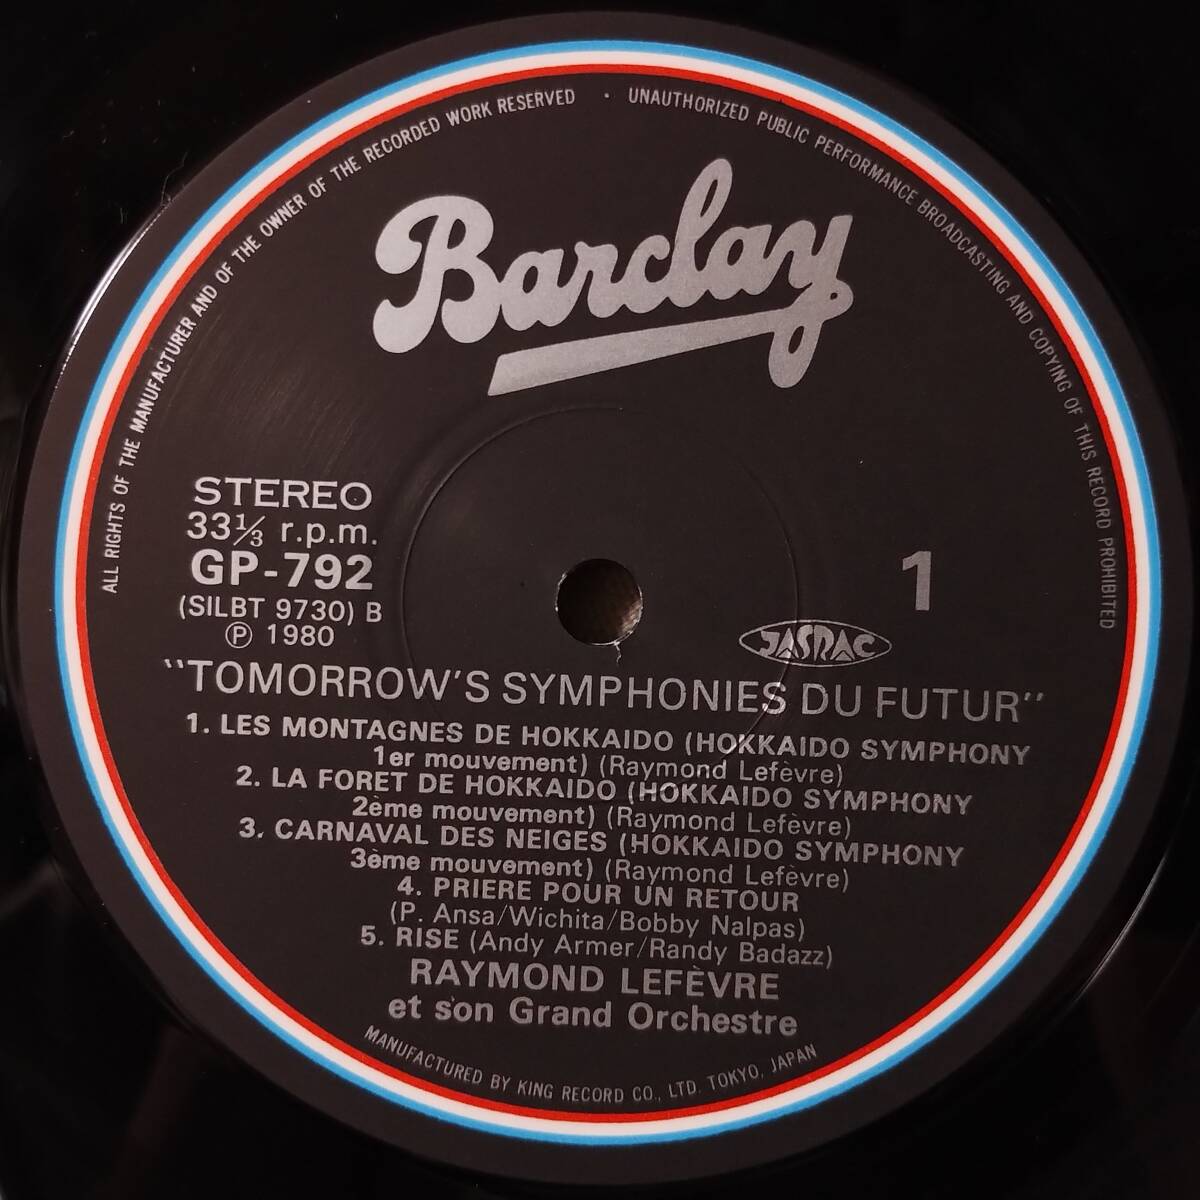 ALL RIGHTS OF THE MANUFACTURER AND OF THE OWNER OF THE RECORDED WORK RESERVED · UNAUTHORIZED PUBLIC PERFORMANCE BROADCASTING AND COPYING OF THIS RECORD PROHIBITED
Barclay
STEREO
33⅓ r.p.m.
GP-792
(SILBT 9730) B
Ⓟ 1980
1
JASRAC
"TOMORROW'S SYMPHONIES DU FUTUR"
1. LES MONTAGNES DE HOKKAIDO (HOKKAIDO SYMPHONY
1er mouvement) (Raymond Lefèvre)
2. LA FORET DE HOKKAIDO (HOKKAIDO SYMPHONY
2ème mouvement) (Raymond Lefèvre)
3. CARNAVAL DES NEIGES (HOKKAIDO SYMPHONY
3ème mouvement) (Raymond Lefèvre)
4. PRIERE POUR UN RETOUR
(P. Ansa/Wichita/Bobby Nalpas)
5. RISE (Andy Armer/Randy Badazz)
RAYMOND LEFÈVRE
et son Grand Orchestre
MANUFACTURED BY KING RECORD CO., LTD. TOKYO, JAPAN